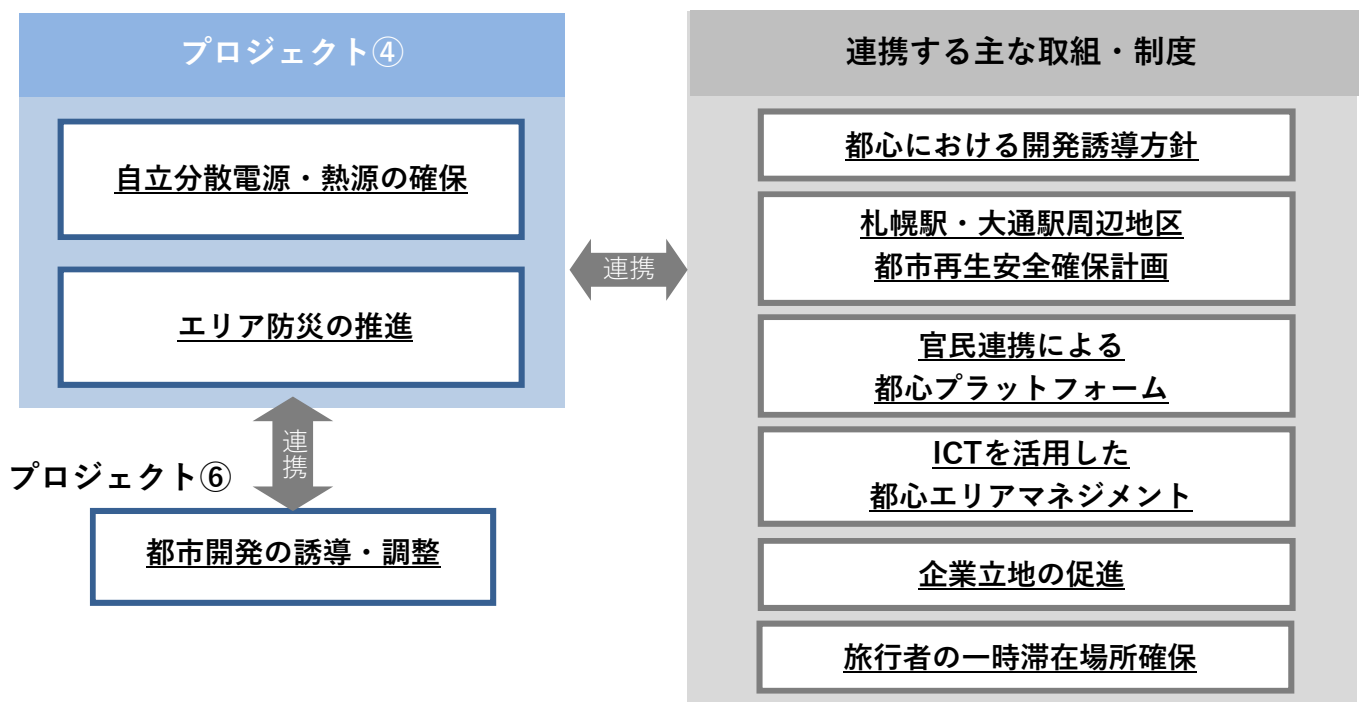 プロジェクト④
自立分散電源・熱源の確保
エリア防災の推進
連携
プロジェクト⑥
都市開発の誘導・調整
連携
連携する主な取組・制度
都心における開発誘導方針
札幌駅・大通駅周辺地区
都市再生安全確保計画
官民連携による
都心プラットフォーム
ICTを活用した
都心エリアマネジメント
企業立地の促進
旅行者の一時滞在場所確保